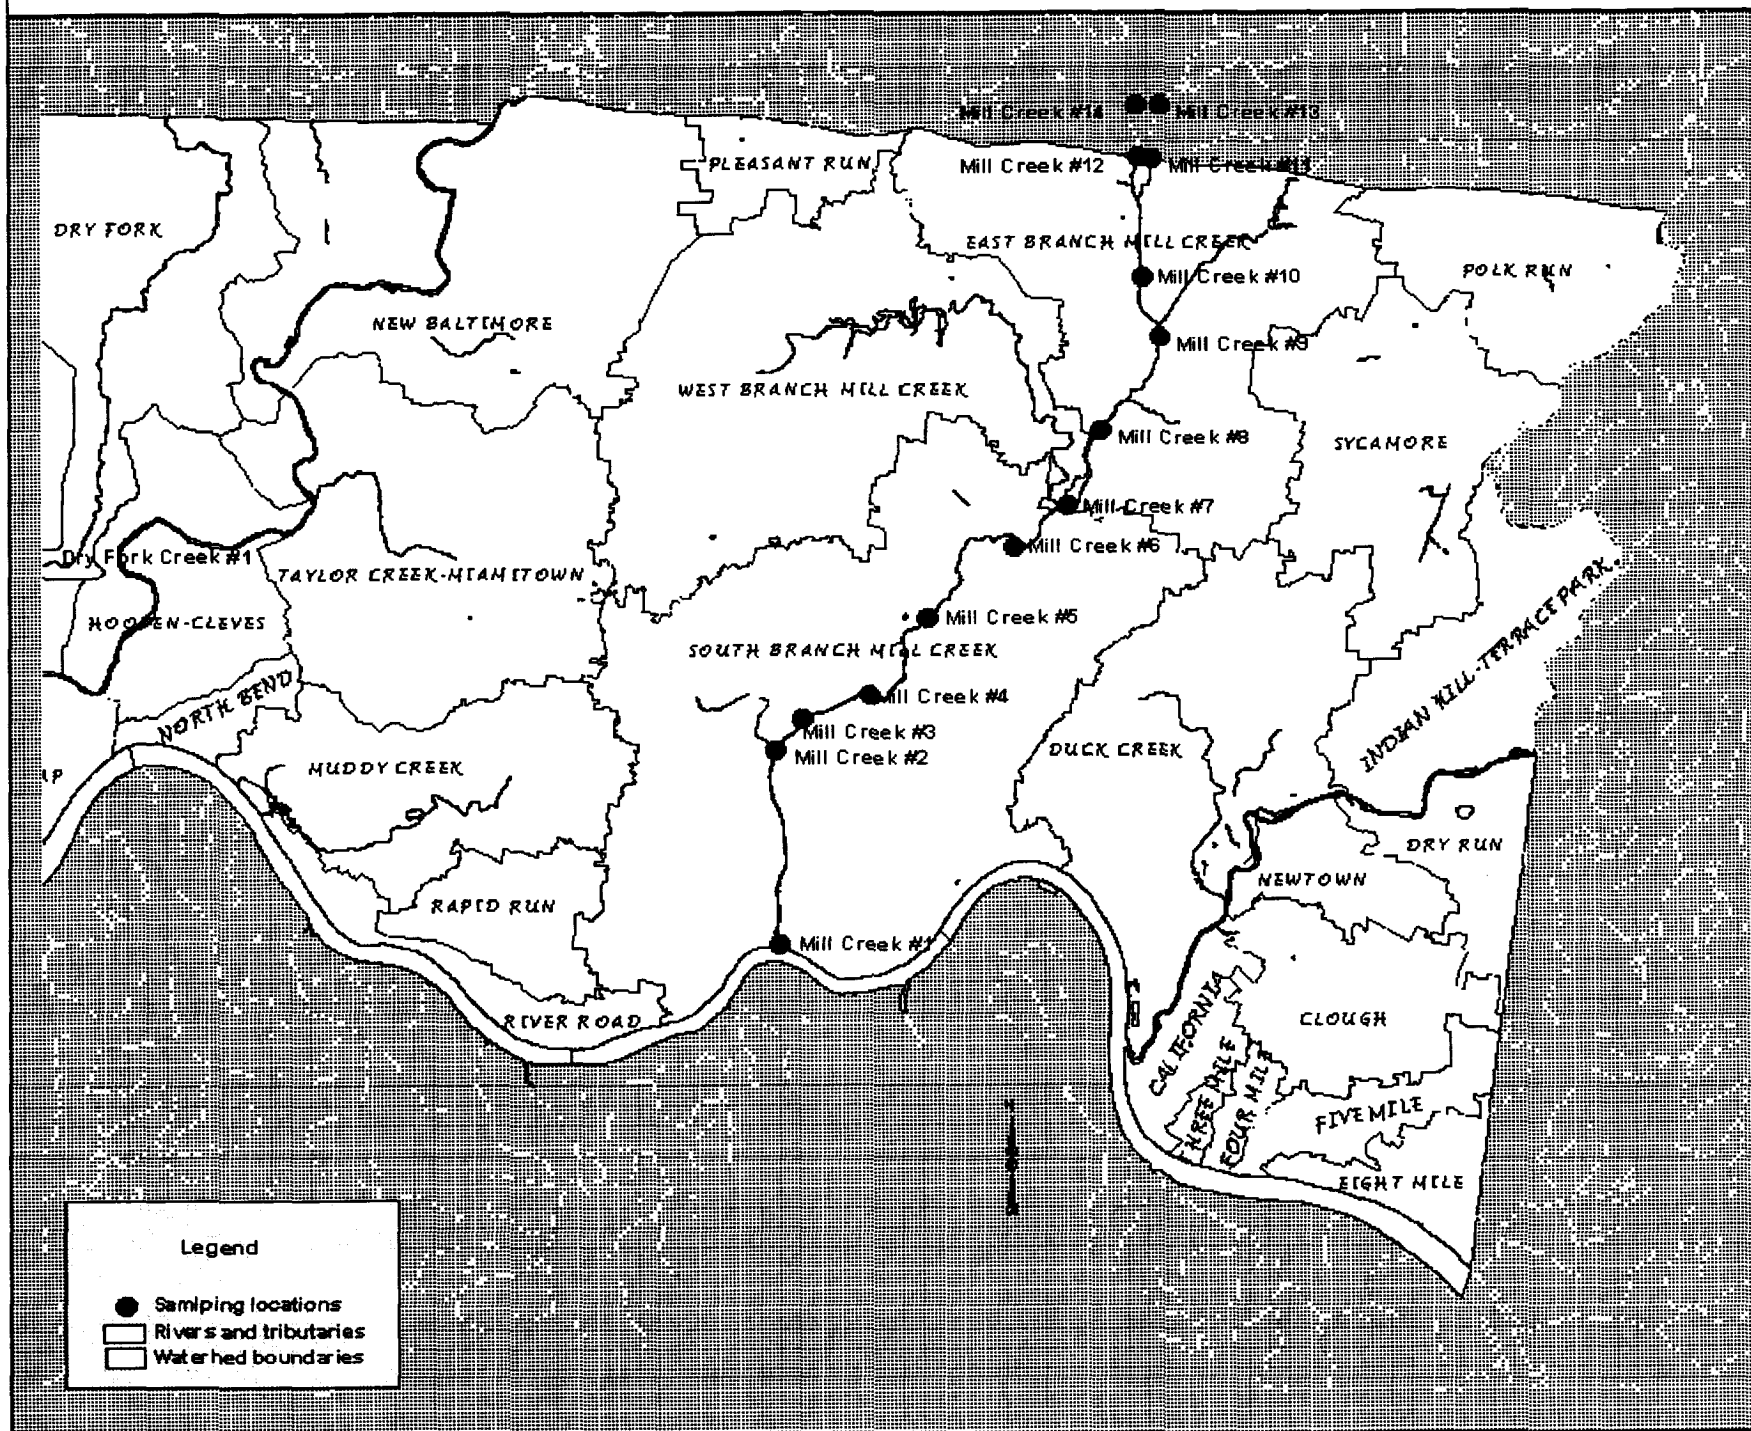 Mill Creek #14
Mill Creek #13
PLEASANT RUN
Mill Creek #12
Mill Creek #11
DRY FORK
EAST BRANCH MILL CREEK
POLK RUN
Mill Creek #10
NEW BALTIMORE
Mill Creek #9
WEST BRANCH MILL CREEK
Mill Creek #8
SYCAMORE
Mill Creek #7
Mill Creek #6
Dry Fork Creek #1
TAYLOR CREEK-MIAMITOWN
HOOVEN-CLEVES
Mill Creek #5
SOUTH BRANCH MILL CREEK
INDIAN HILL-TERRACE PARK
NORTH BEND
Mill Creek #4
Mill Creek #3
Mill Creek #2
DUCK CREEK
MUDDY CREEK
IP
DRY RUN
NEWTOWN
RAPID RUN
Mill Creek #1
RIVER ROAD
CALIFORNIA
CLOUGH
THREE MILE
FOUR MILE
FIVE MILE
EIGHT MILE
Legend
Samlping locations
Rivers and tributaries
Waterhed boundaries